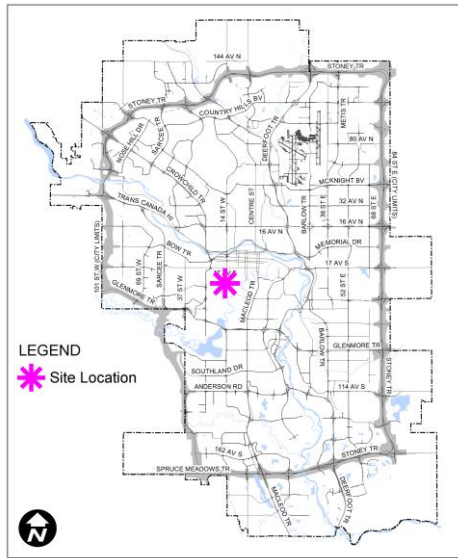 144 AV N
STONEY TR
STONEY TR
COUNTRY HILLS BV
METIS TR
NOSE HILL DR
SARCEE TR
DEERFOOT TR
80 AV N
84 ST E (CITY LIMITS)
CROWCHILD TR
MCKNIGHT BV
TRANS CANADA HI
14 ST W
CENTRE ST
BARLOW TR
36 ST E
32 AV N
68 ST E
16 AV N
16 AV N
101 ST W (CITY LIMITS)
BOW TR
MEMORIAL DR
69 ST W
SARCEE TR
37 ST W
17 AV S
MACLEOD TR
52 ST E
GLENMORE TR
BARLOW TR
GLENMORE TR
STONEY TR
LEGEND
Site Location
SOUTHLAND DR
ANDERSON RD
114 AV S
162 AV S
STONEY TR
SPRUCE MEADOWS TR
MACLEOD TR
DEERFOOT TR
N